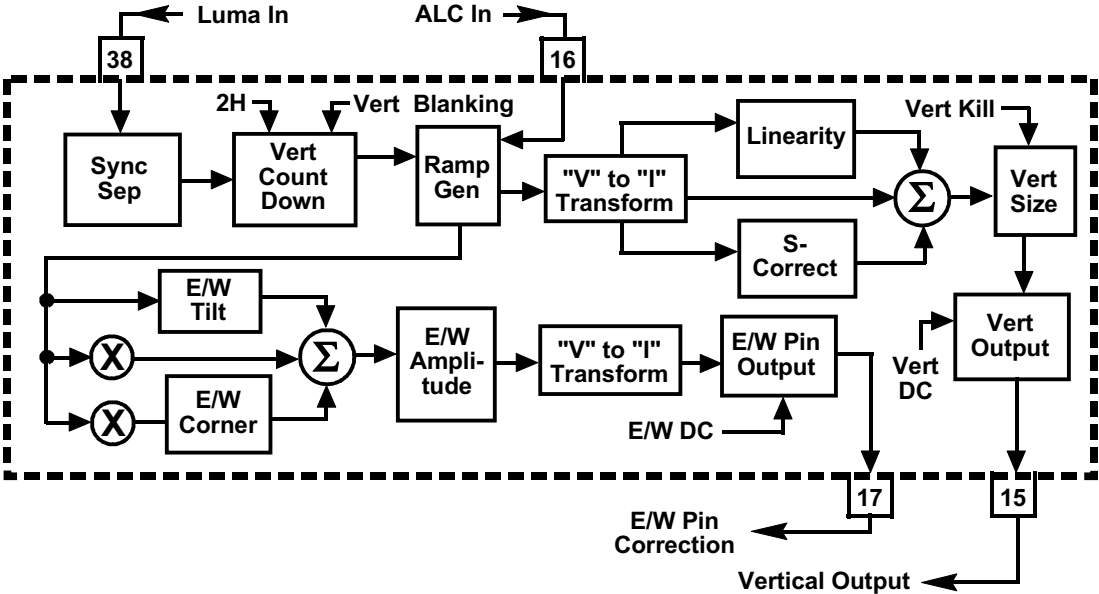 Luma In
ALC In
38
16
2H
Vert Blanking
Vert Kill
Sync
Sep
Vert
Count
Down
Ramp
Gen
"V" to "I"
Transform
Linearity
S-
Correct
Σ
Vert
Size
E/W
Tilt
X
X
E/W
Corner
Σ
E/W
Ampli-
tude
"V" to "I"
Transform
E/W Pin
Output
E/W DC
Vert
DC
Vert
Output
17
15
E/W Pin
Correction
Vertical Output